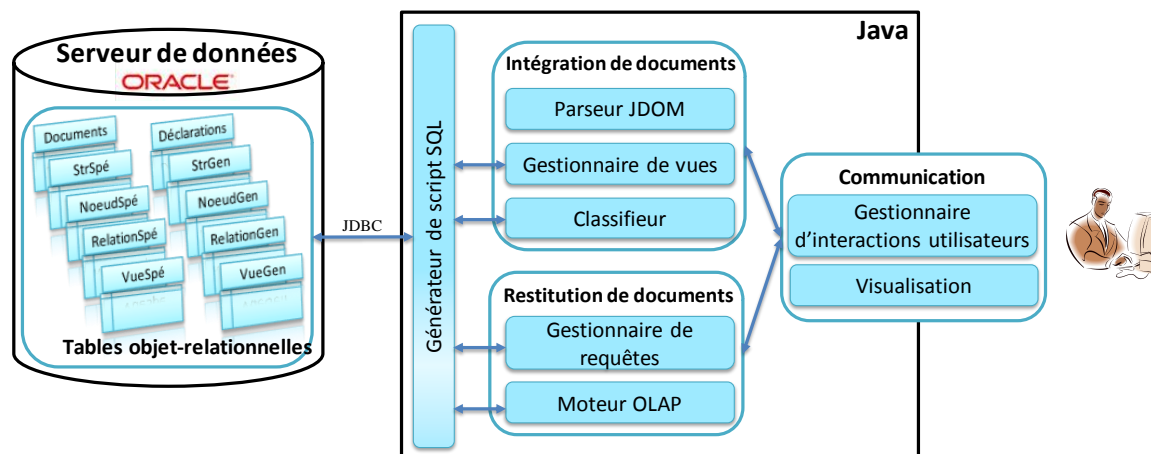 Serveur de données
ORACLE
Documents
Déclarations
StrSpé
StrGen
NoeudSpé
NoeudGen
RelationSpé
RelationGen
VueSpé
VueGen
Tables objet-relationnelles
JDBC
Générateur de script SQL
Java
Intégration de documents
Parseur JDOM
Gestionnaire de vues
Classifieur
Restitution de documents
Gestionnaire de
requêtes
Moteur OLAP
Communication
Gestionnaire
d’interactions utilisateurs
Visualisation